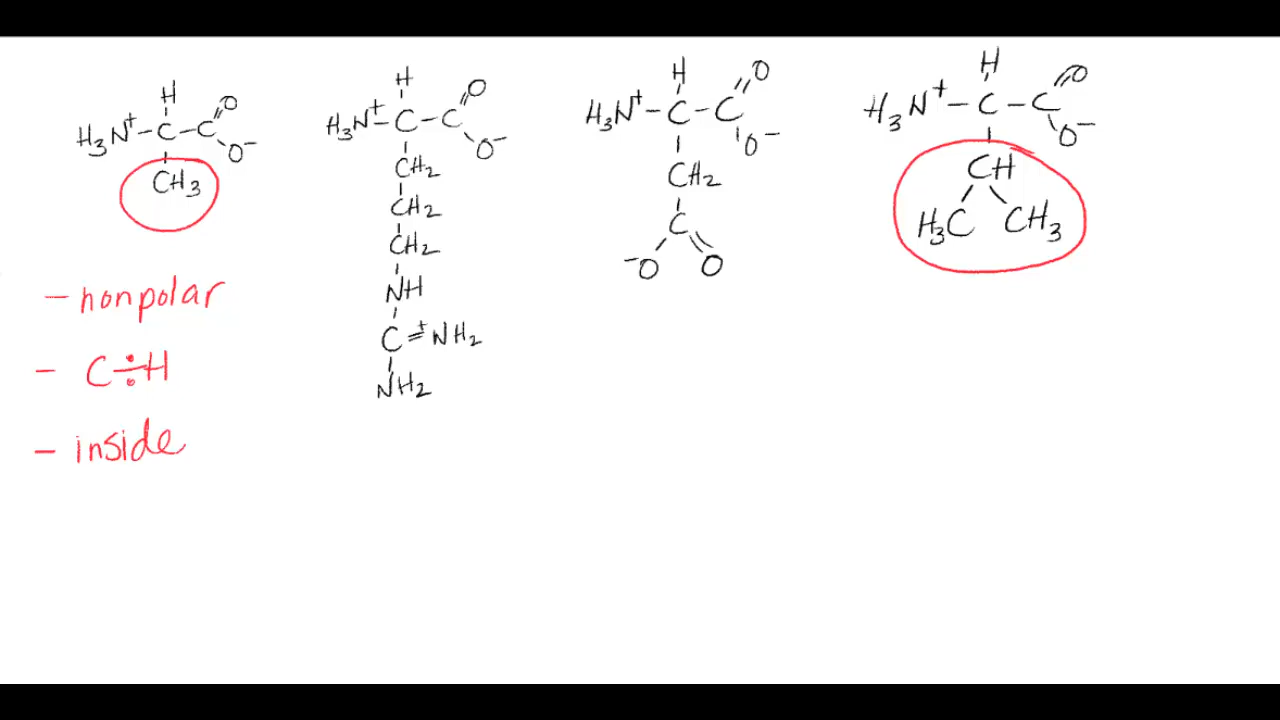 H
H₃N⁺-C-C=O
O⁻
CH₃
H
H₃N⁺-C-C=O
O⁻
CH₂
CH₂
CH₂
NH
C=⁺NH₂
NH₂
H
H₃N⁺-C-C=O
O⁻
CH₂
C
⁻O O
H
H₃N⁺-C-C=O
O⁻
CH
H₃C CH₃
- nonpolar
- C÷H
- inside